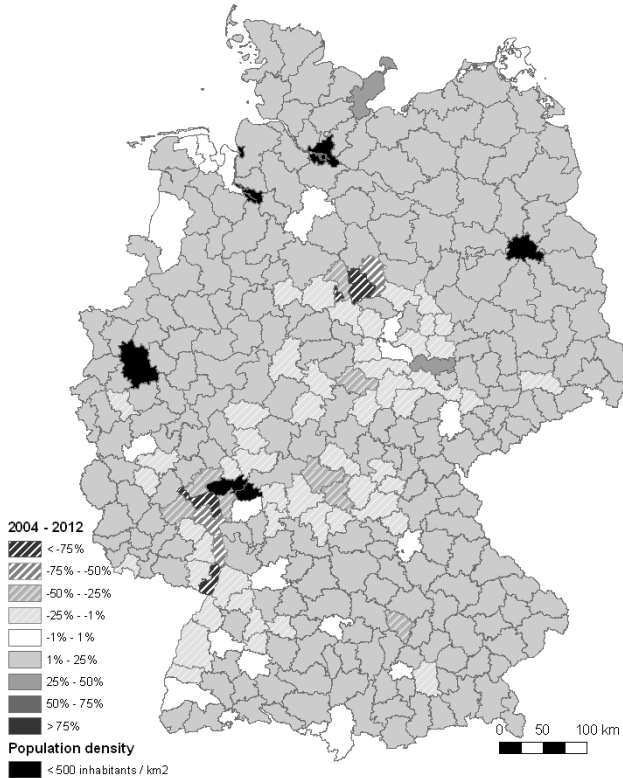 2004 - 2012
< -75%
-75% - -50%
-50% - -25%
-25% - -1%
-1% - 1%
1% - 25%
25% - 50%
50% - 75%
>75%
Population density
<500 inhabitants / km2
0 50 100 km